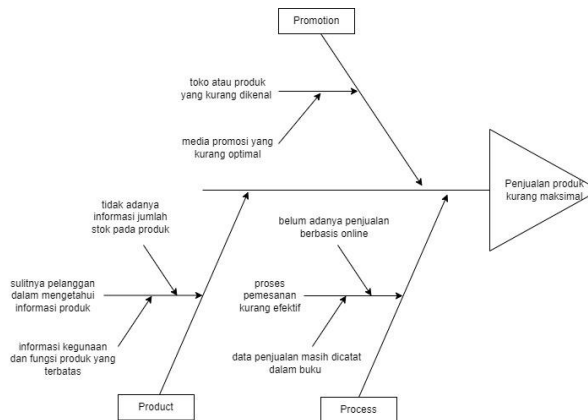 Promotion
toko atau produk
yang kurang dikenal
media promosi yang
kurang optimal
Penjualan produk
kurang maksimal
tidak adanya
informasi jumlah
stok pada produk
belum adanya penjualan
berbasis online
sulitnya pelanggan
dalam mengetahui
informasi produk
proses
pemesanan
kurang efektif
informasi kegunaan
dan fungsi produk yang
terbatas
data penjualan masih dicatat
dalam buku
Product
Process